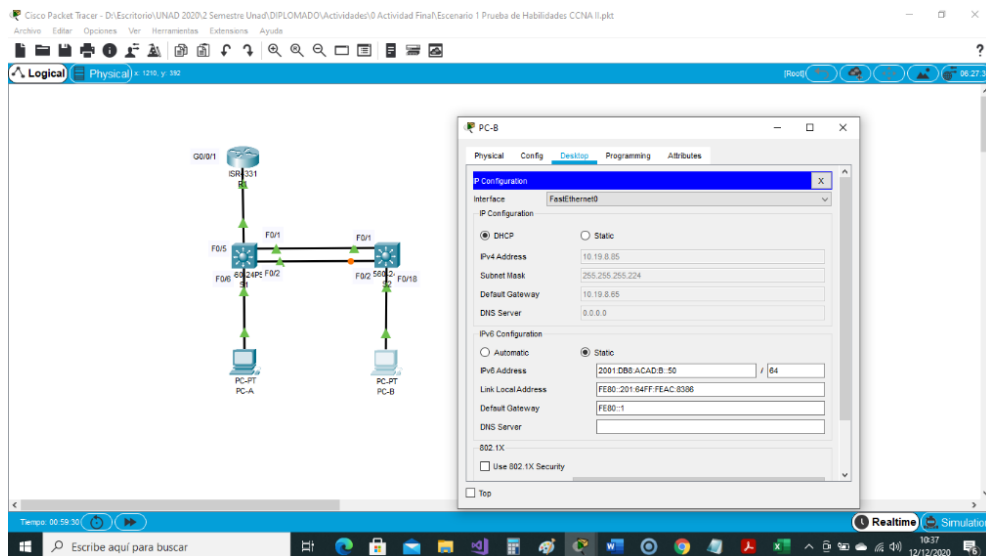 Cisco Packet Tracer - D:\Escritorio\UNAD 2020\2 Semestre Unad\DIPLOMADO\Actividades\0 Actividad Final\Escenario 1 Prueba de Habilidades CCNA II.pkt
Archivo Editar Opciones Ver Herramientas Extensions Ayuda
Logical Physical x: 1210, y: 392 [Root] 06:27:3
PC-B
Physical Config Desktop Programming Attributes
IP Configuration X
Interface FastEthernet0
IP Configuration
DHCP Static
IPv4 Address 10.19.8.85
Subnet Mask 255.255.255.224
Default Gateway 10.19.8.65
DNS Server 0.0.0.0
IPv6 Configuration
Automatic Static
IPv6 Address 2001:DB8:ACAD:B::50 / 64
Link Local Address FE80::201:64FF:FEAC:8386
Default Gateway FE80::1
DNS Server
802.1X
Use 802.1X Security
Top
G0/0/1
ISR4331
R1
F0/1 F0/1
F0/5
F0/6 F0/2 F0/2 F0/18
S1
PC-PT
PC-A
PC-PT
PC-B
Tiempo: 00:59:30 Realtime Simulation
Escribe aquí para buscar
10:37
12/12/2020